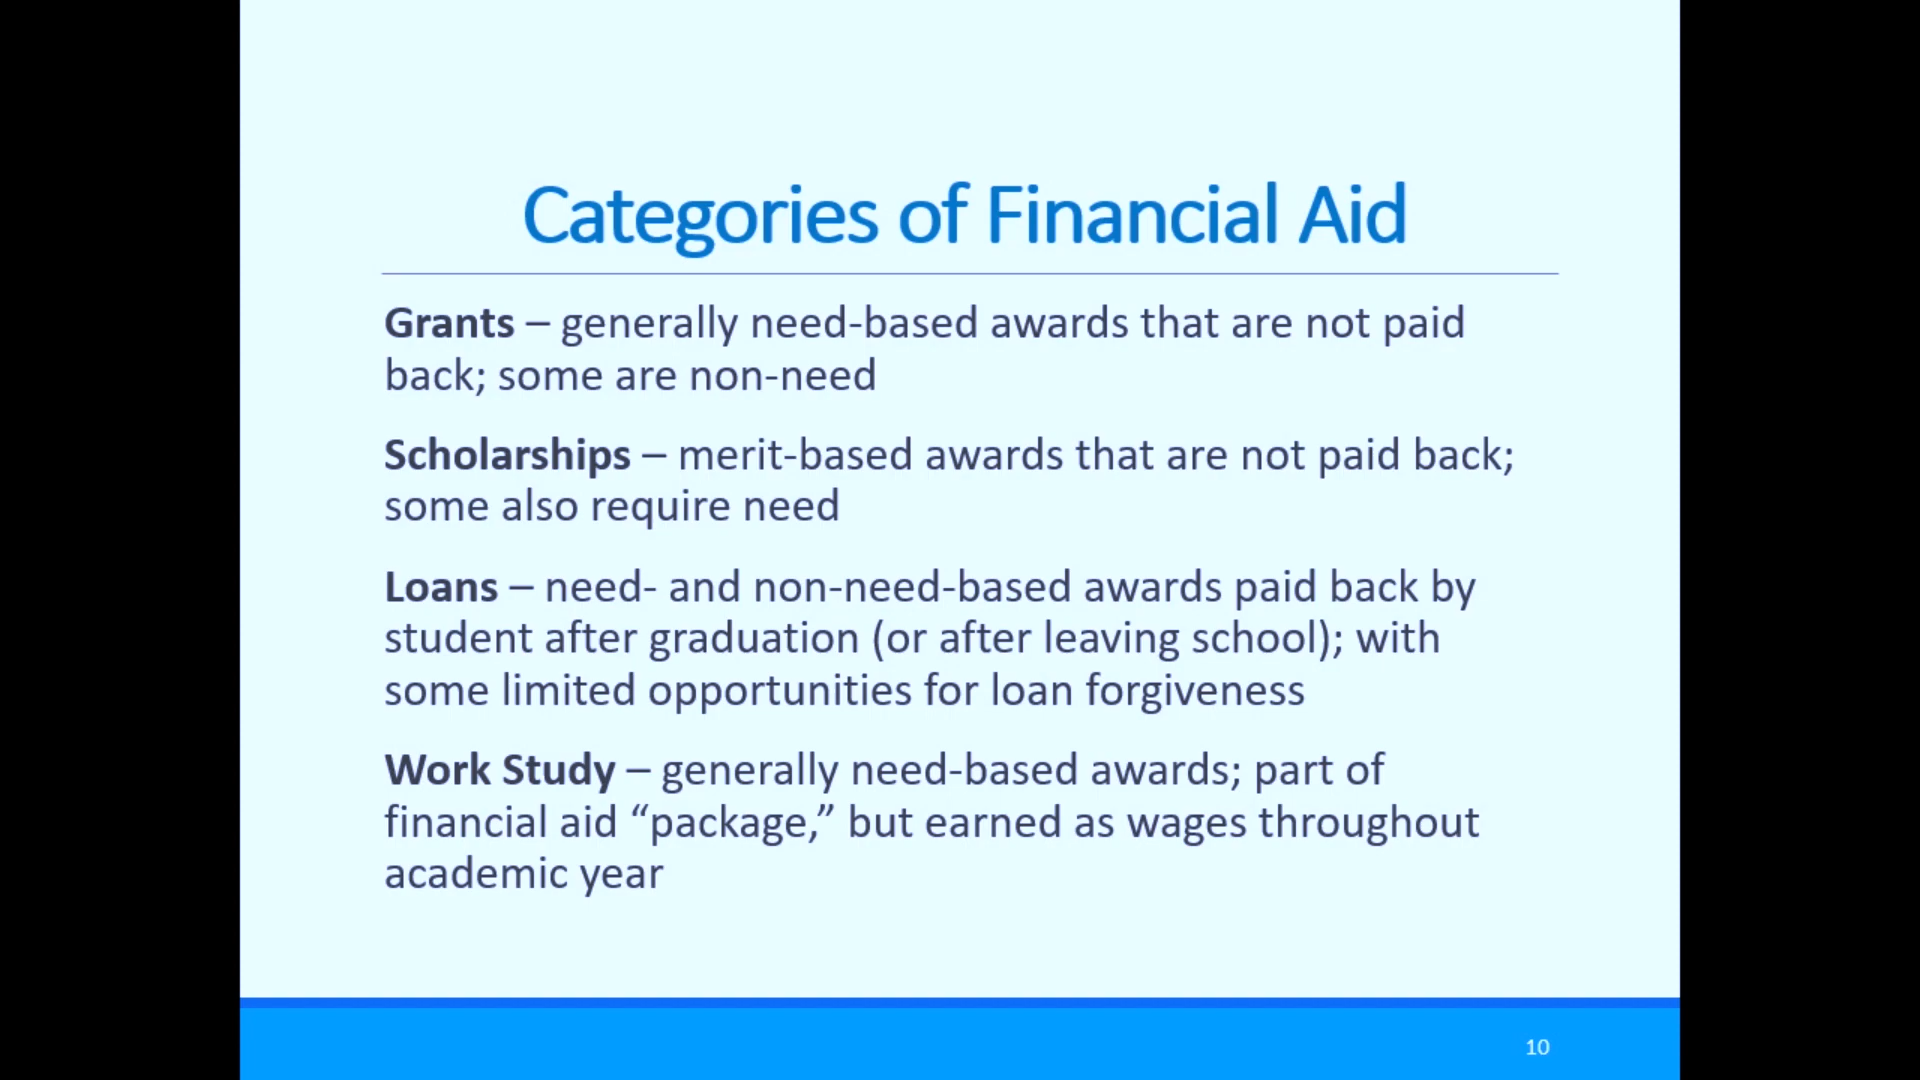 Categories of Financial Aid
Grants – generally need-based awards that are not paid
back; some are non-need
Scholarships – merit-based awards that are not paid back;
some also require need
Loans – need- and non-need-based awards paid back by
student after graduation (or after leaving school); with
some limited opportunities for loan forgiveness
Work Study – generally need-based awards; part of
financial aid “package,” but earned as wages throughout
academic year
10